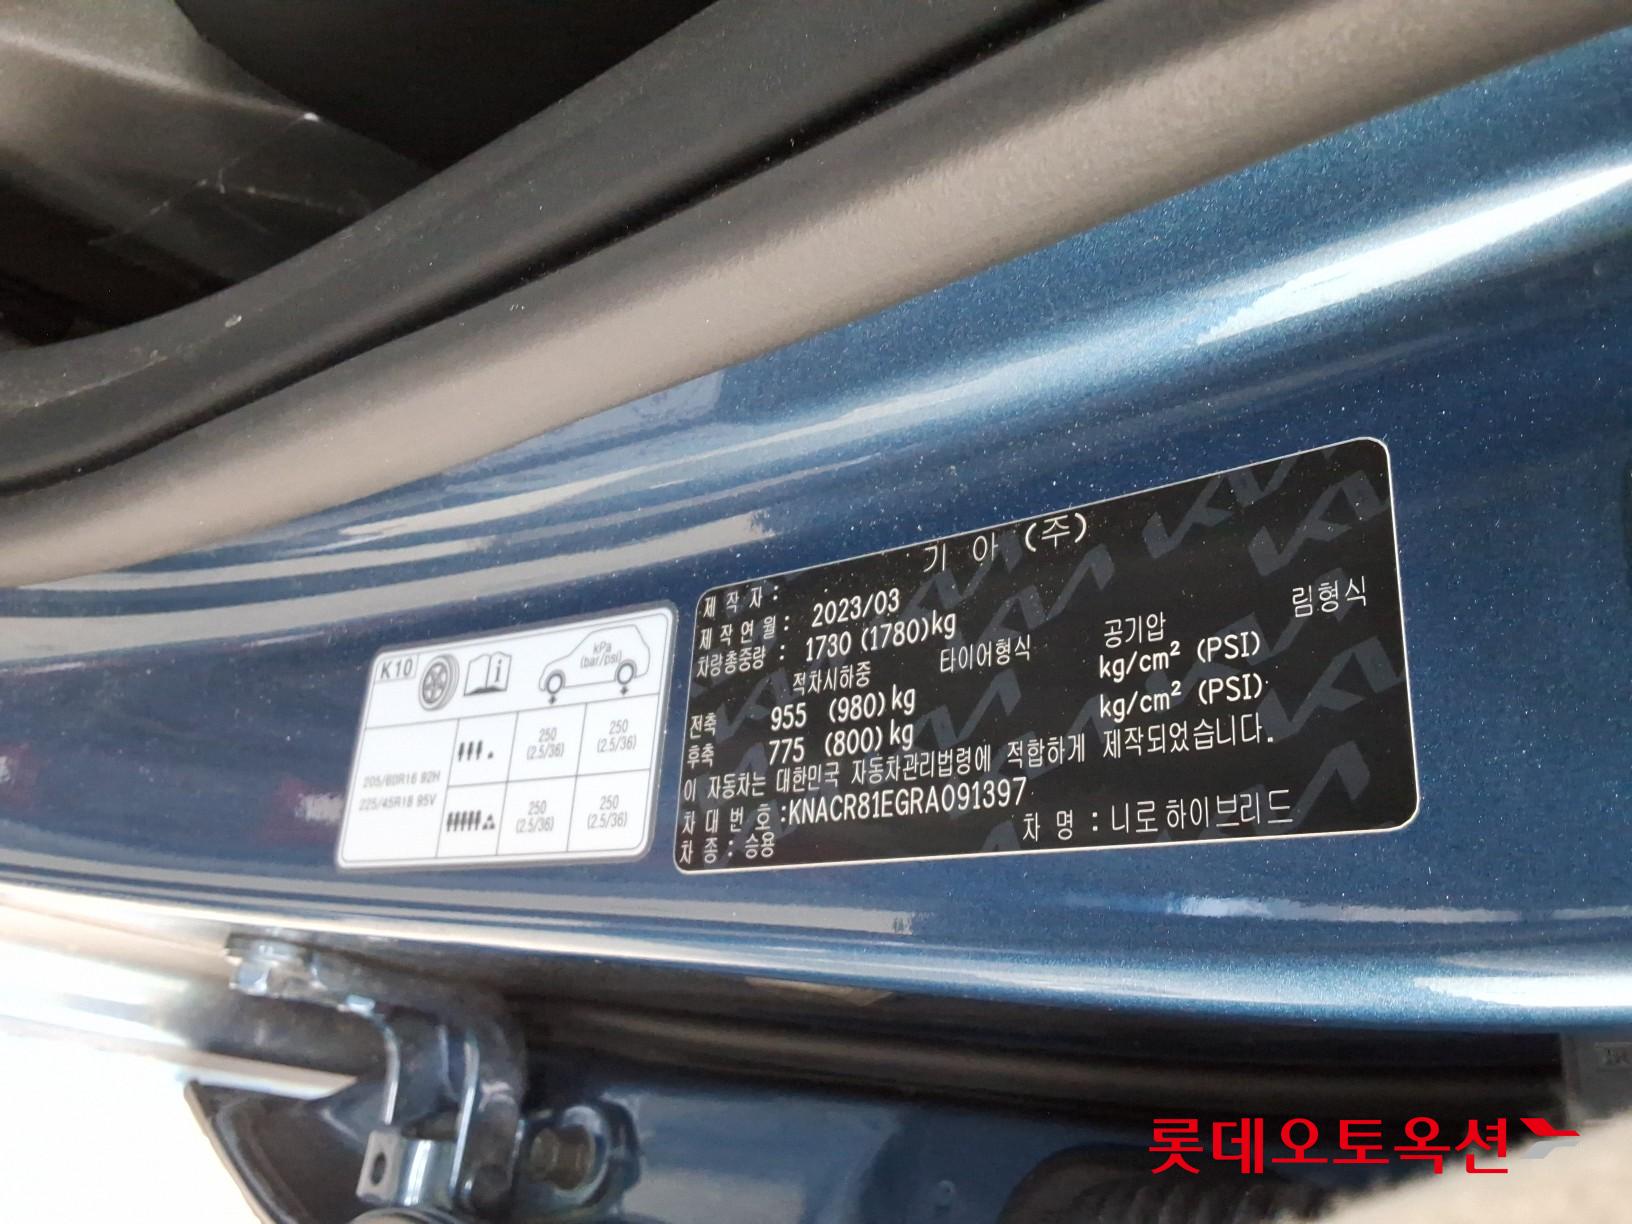 제 작 자 : 기 아 (주)
제 작 연 월 : 2023/03
차량총중량 : 1730 (1780)kg
적차시하중 타이어형식 공기압 림형식
전축 955 (980)kg kg/cm² (PSI)
후축 775 (800)kg kg/cm² (PSI)
이 자동차는 대한민국 자동차관리법령에 적합하게 제작되었습니다.
차 대 번 호 :KNACR81EGRA091397
차 종 : 승용 차 명 : 니로하이브리드
K10 i kPa
(bar/psi)
205/60R16 92H
225/45R18 95V
250
(2.5/36)
250
(2.5/36)
250
(2.5/36)
250
(2.5/36)
롯데오토옥션